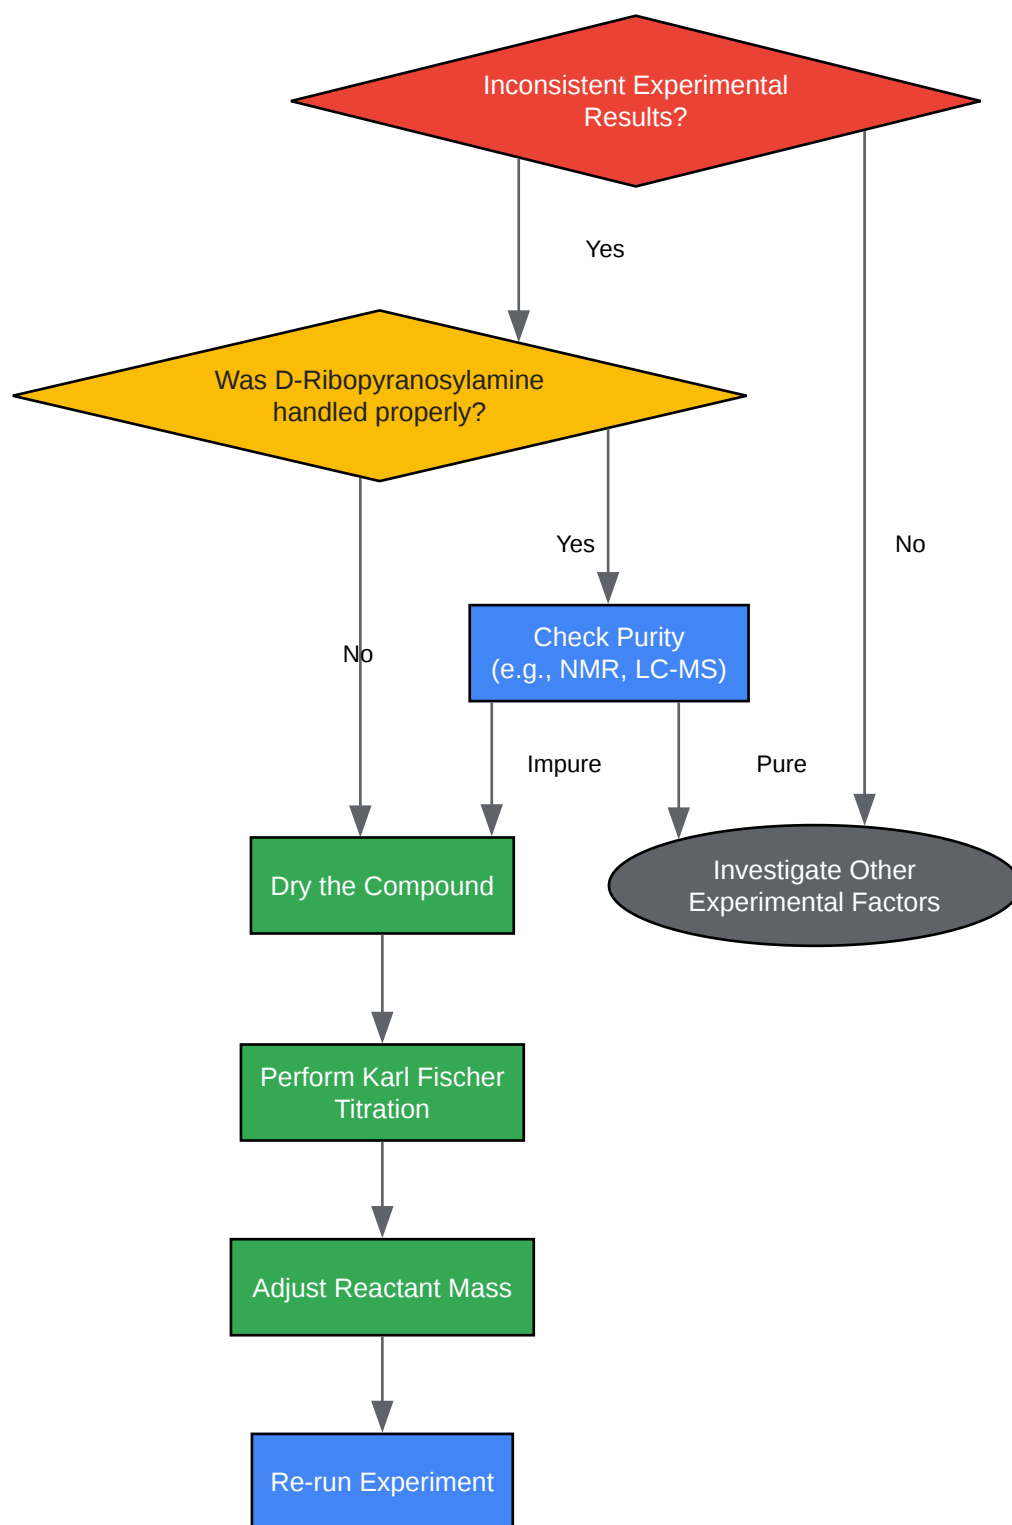 Inconsistent Experimental
Results?
Yes
Was D-Ribopyranosylamine
handled properly?
Yes
No
Check Purity
(e.g., NMR, LC-MS)
No
Impure
Pure
Dry the Compound
Investigate Other
Experimental Factors
Perform Karl Fischer
Titration
Adjust Reactant Mass
Re-run Experiment